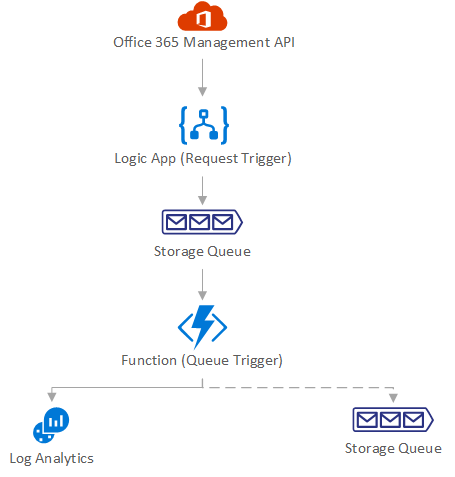 Office 365 Management API
Logic App (Request Trigger)
Storage Queue
Function (Queue Trigger)
Log Analytics
Storage Queue